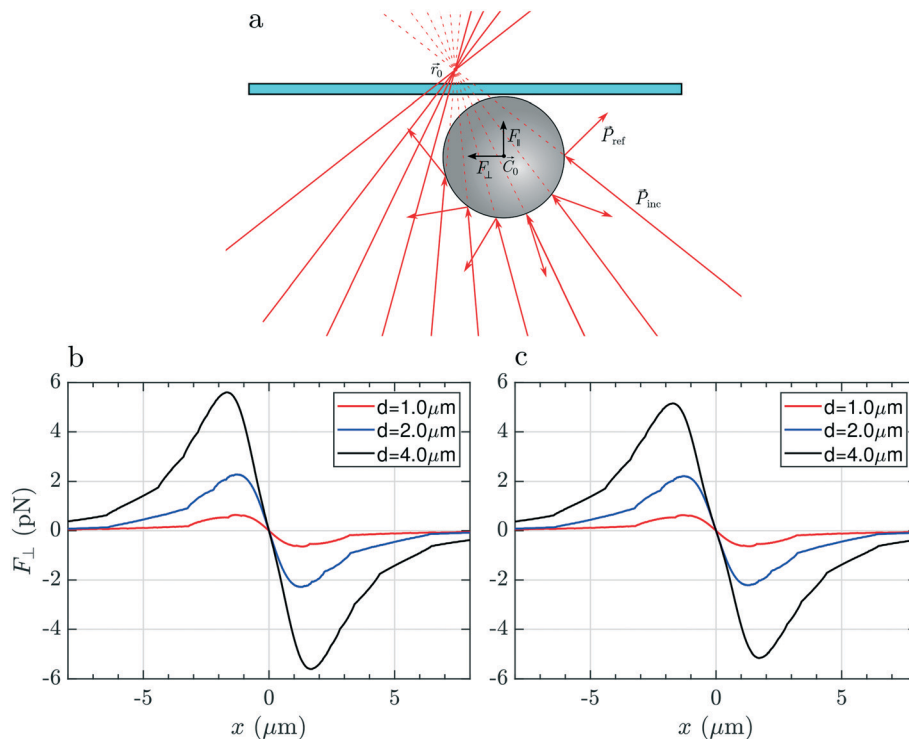 a
r⃗₀
P⃗ref
F∥
F⊥
C⃗₀
P⃗inc
b
c
6
4
2
0
-2
-4
-6
F⊥ (pN)
d=1.0μm
d=2.0μm
d=4.0μm
-5
0
5
x (μm)
6
4
2
0
-2
-4
-6
d=1.0μm
d=2.0μm
d=4.0μm
-5
0
5
x (μm)